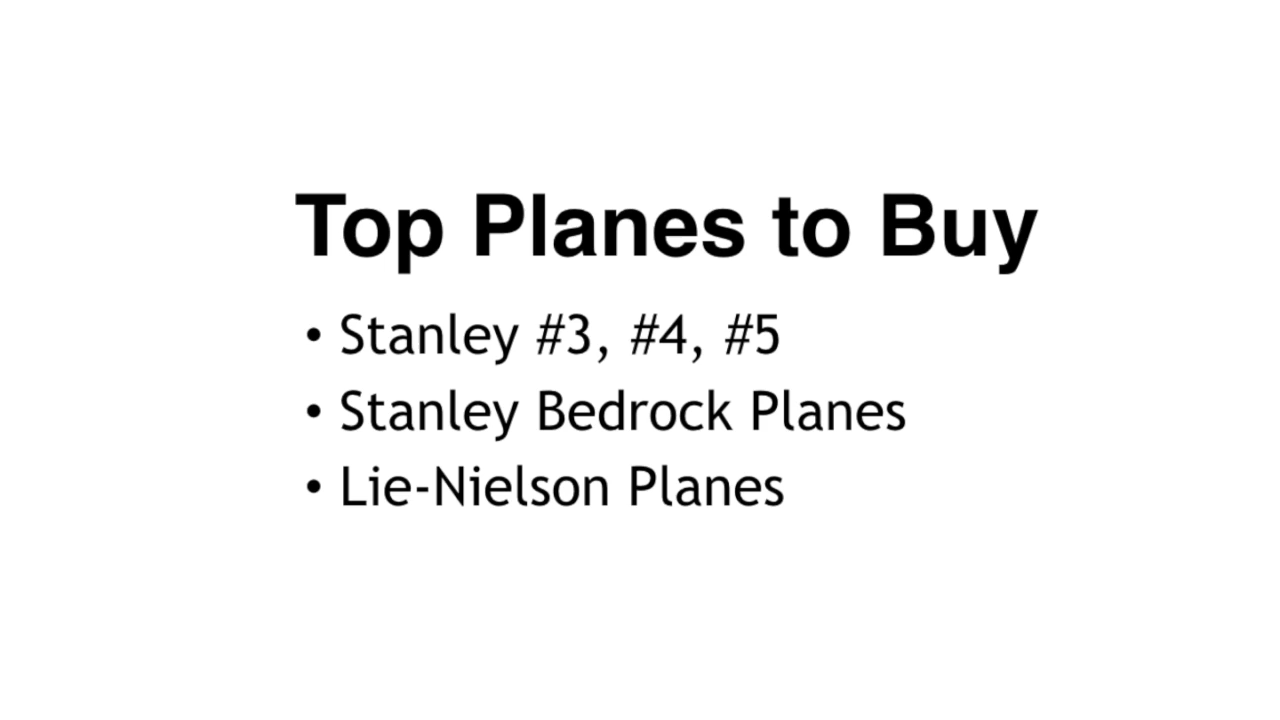 Top Planes to Buy
• Stanley #3, #4, #5
• Stanley Bedrock Planes
• Lie-Nielson Planes